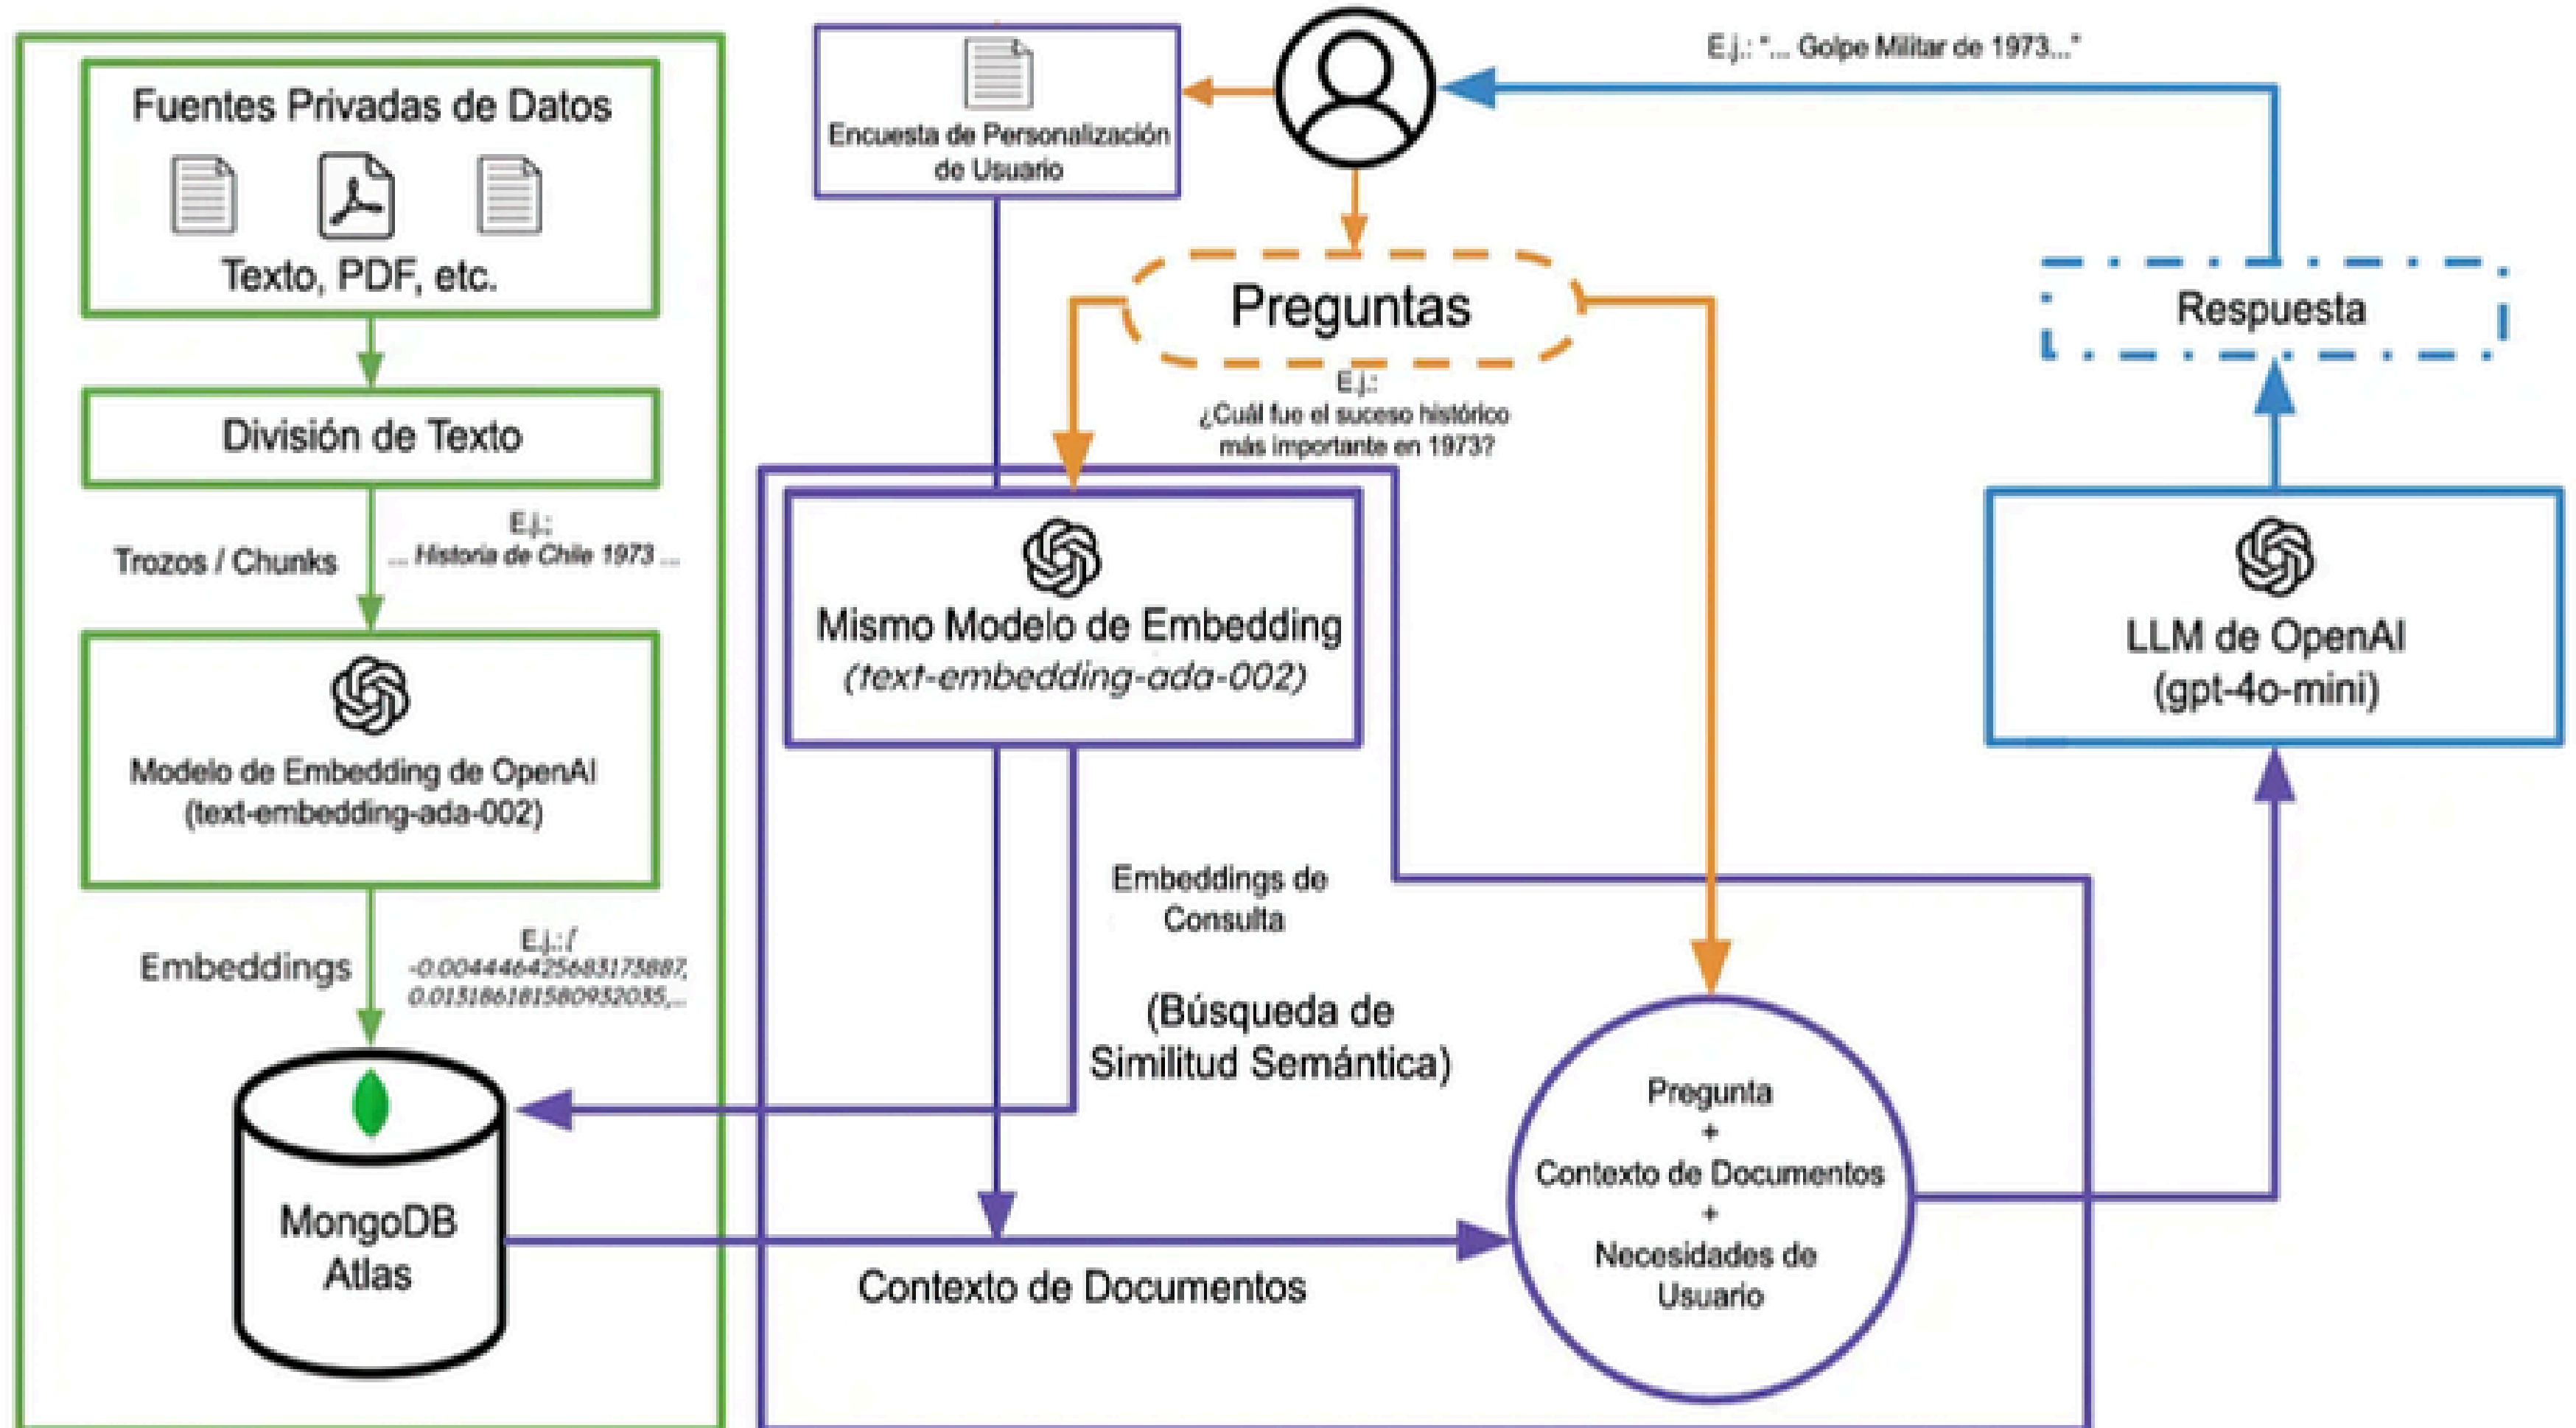 Fuentes Privadas de Datos
Texto, PDF, etc.
División de Texto
Trozos / Chunks
E.j.:
... Historia de Chile 1973 ...
Modelo de Embedding de OpenAI
(text-embedding-ada-002)
Embeddings
E.j.: [
-0.004446425683173887,
0.013186181580932035,...
MongoDB
Atlas
Encuesta de Personalización
de Usuario
Preguntas
E.j.:
¿Cuál fue el suceso histórico
más importante en 1973?
Mismo Modelo de Embedding
(text-embedding-ada-002)
Embeddings de
Consulta
(Búsqueda de
Similitud Semántica)
Contexto de Documentos
Pregunta
+
Contexto de Documentos
+
Necesidades de
Usuario
E.j.: "... Golpe Militar de 1973..."
Respuesta
LLM de OpenAI
(gpt-4o-mini)